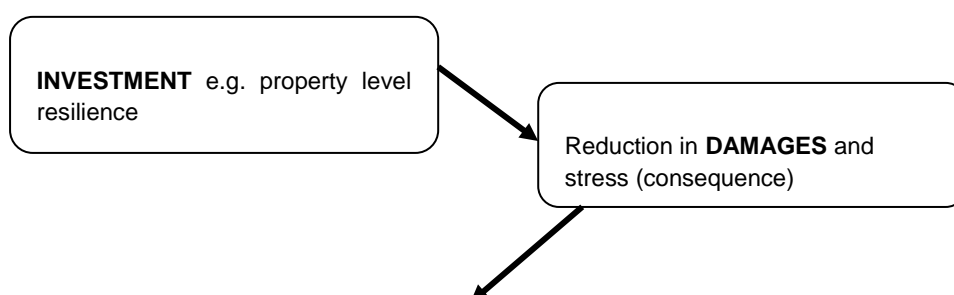 INVESTMENT e.g. property level
resilience
Reduction in DAMAGES and
stress (consequence)